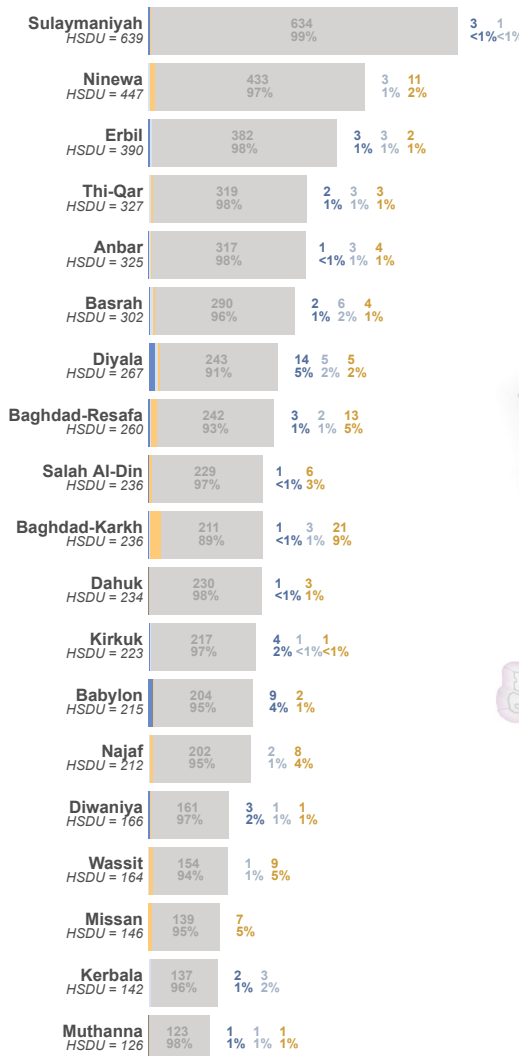 Sulaymaniyah 634 3 1
HSDU = 639 99% <1% <1%
Ninewa 433 3 11
HSDU = 447 97% 1% 2%
Erbil 382 3 3 2
HSDU = 390 98% 1% 1% 1%
Thi-Qar 319 2 3 3
HSDU = 327 98% 1% 1% 1%
Anbar 317 1 3 4
HSDU = 325 98% <1% 1% 1%
Basrah 290 2 6 4
HSDU = 302 96% 1% 2% 1%
Diyala 243 14 5 5
HSDU = 267 91% 5% 2% 2%
Baghdad-Resafa 242 3 2 13
HSDU = 260 93% 1% 1% 5%
Salah Al-Din 229 1 6
HSDU = 236 97% <1% 3%
Baghdad-Karkh 211 1 3 21
HSDU = 236 89% <1% 1% 9%
Dahuk 230 1 3
HSDU = 234 98% <1% 1%
Kirkuk 217 4 1 1
HSDU = 223 97% 2% <1% <1%
Babylon 204 9 2
HSDU = 215 95% 4% 1%
Najaf 202 2 8
HSDU = 212 95% 1% 4%
Diwaniya 161 3 1 1
HSDU = 166 97% 2% 1% 1%
Wassit 154 1 9
HSDU = 164 94% 1% 5%
Missan 139 7
HSDU = 146 95% 5%
Kerbala 137 2 3
HSDU = 142 96% 1% 2%
Muthanna 123 1 1 1
HSDU = 126 98% 1% 1% 1%